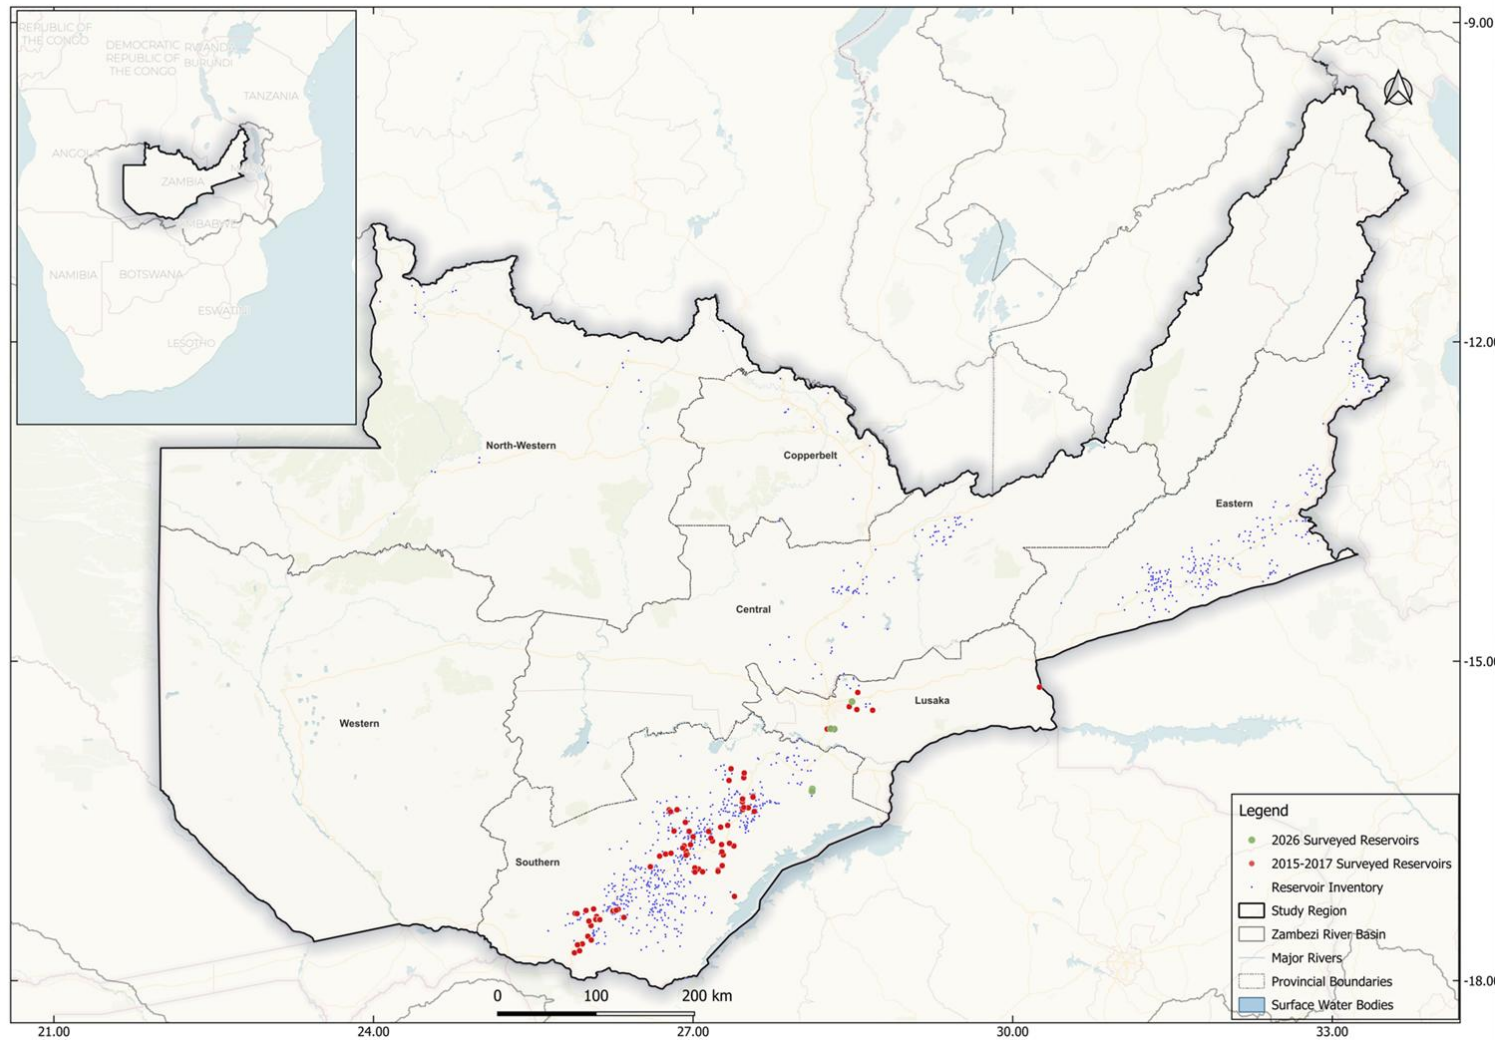 REPUBLIC OF
THE CONGO
DEMOCRATIC
REPUBLIC OF
THE CONGO
BURUNDI
TANZANIA
ANGOLA
ZAMBIA
NAMIBIA
BOTSWANA
LESOTHO
-9.00
-12.00
-15.00
-18.00
North-Western
Copperbelt
Eastern
Central
Lusaka
Western
Southern
Legend
2026 Surveyed Reservoirs
2015-2017 Surveyed Reservoirs
Reservoir Inventory
Study Region
Zambezi River Basin
Major Rivers
Provincial Boundaries
Surface Water Bodies
0 100 200 km
21.00 24.00 27.00 30.00 33.00